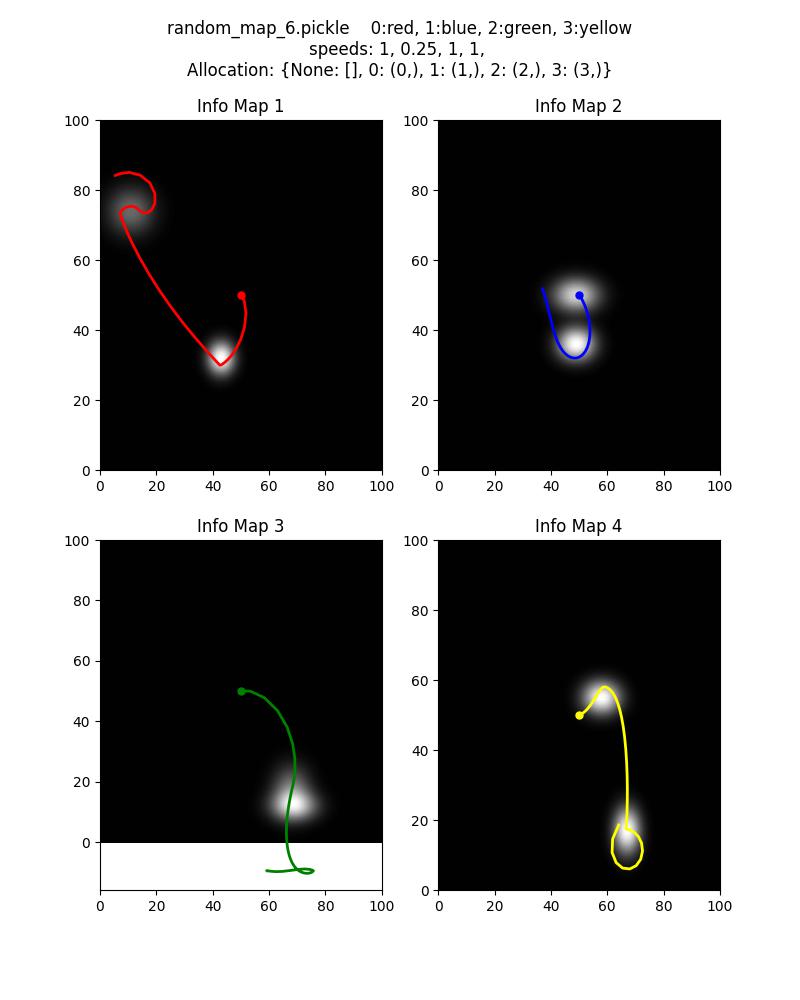 random_map_6.pickle    0:red, 1:blue, 2:green, 3:yellow
speeds: 1, 0.25, 1, 1,
Allocation: {None: [], 0: (0,), 1: (1,), 2: (2,), 3: (3,)}
Info Map 1
100
80
60
40
20
0
0 20 40 60 80 100
Info Map 2
100
80
60
40
20
0
0 20 40 60 80 100
Info Map 3
100
80
60
40
20
0
0 20 40 60 80 100
Info Map 4
100
80
60
40
20
0
0 20 40 60 80 100